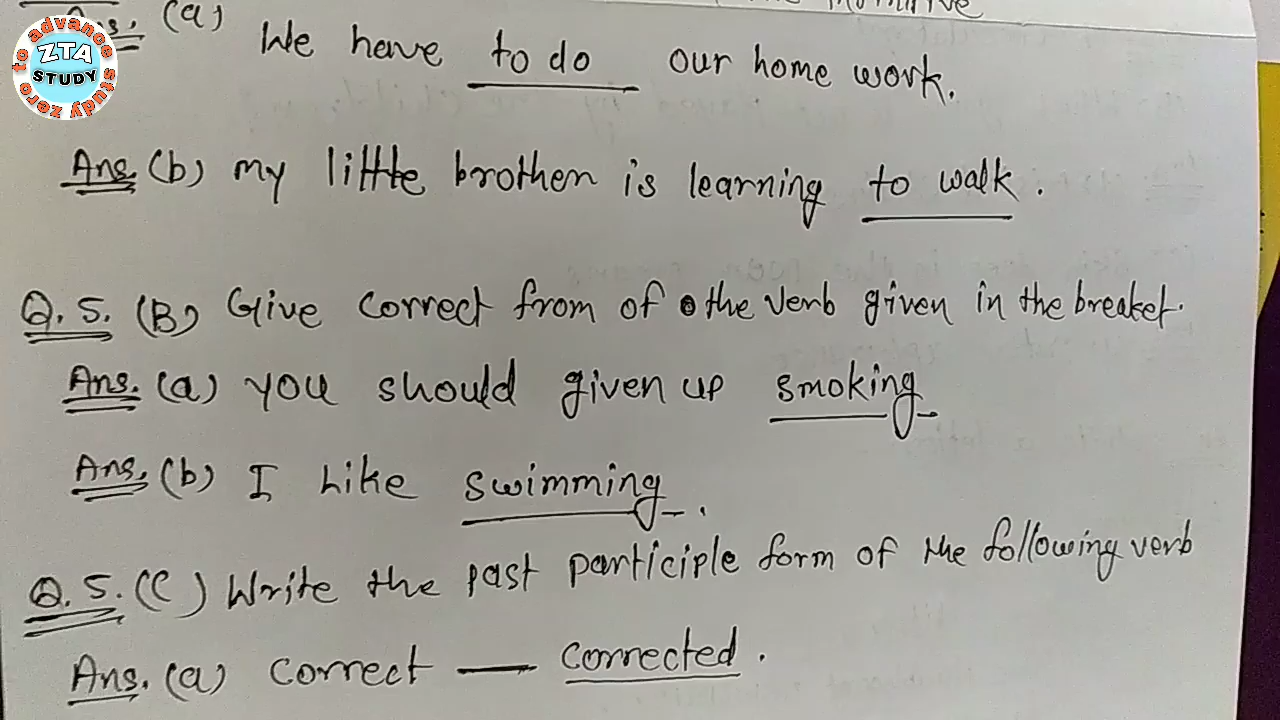 zero to advance study
ZTA
STUDY
Ans. (a) We have to do our home work.
Ans. (b) my little brother is learning to walk.
Q.5. (B) Give correct from of the verb given in the breaket.
Ans. (a) you should given up smoking
Ans. (b) I like swimming.
Q.5. (C) Write the past participle form of the following verb
Ans. (a) correct — corrected.